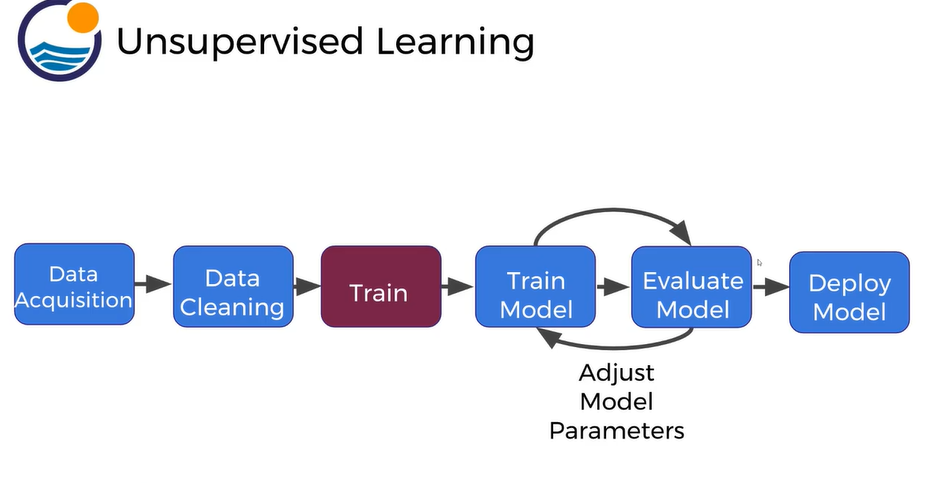 Unsupervised Learning
Data
Acquisition
Data
Cleaning
Train
Train
Model
Evaluate
Model
Deploy
Model
Adjust
Model
Parameters